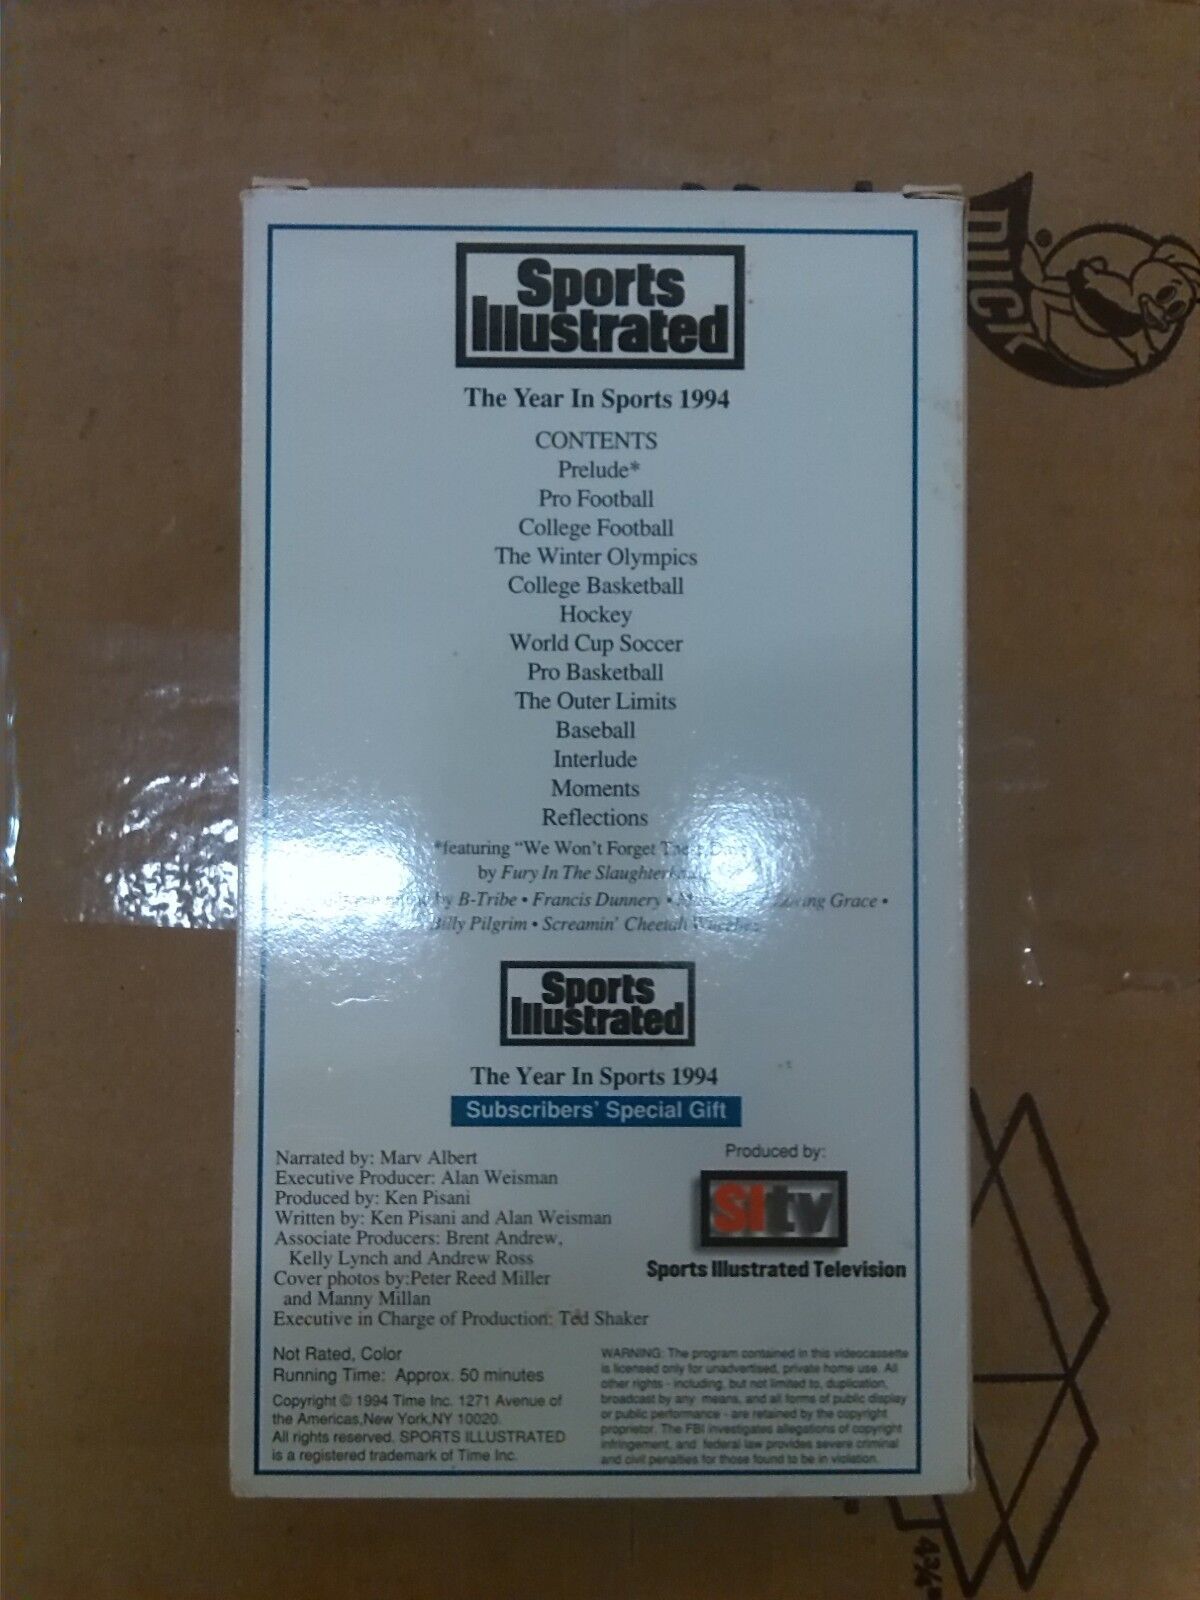 DUCK
®
Sports
Illustrated
The Year In Sports 1994
CONTENTS
Prelude*
Pro Football
College Football
The Winter Olympics
College Basketball
Hockey
World Cup Soccer
Pro Basketball
The Outer Limits
Baseball
Interlude
Moments
Reflections
*featuring “We Won't Forget
by Fury In The
by B-Tribe • Francis Dunnery • Grace •
Billy Pilgrim • Screamin' Cheetah
Sports
Illustrated
The Year In Sports 1994
Subscribers' Special Gift
Narrated by: Marv Albert
Executive Producer: Alan Weisman
Produced by: Ken Pisani
Written by: Ken Pisani and Alan Weisman
Associate Producers: Brent Andrew,
Kelly Lynch and Andrew Ross
Cover photos by:Peter Reed Miller
and Manny Millan
Executive in Charge of Production: Ted Shaker
Produced by:
SItv
Sports Illustrated Television
Not Rated, Color
Running Time: Approx. 50 minutes
Copyright © 1994 Time Inc. 1271 Avenue of
the Americas,New York,NY 10020.
All rights reserved. SPORTS ILLUSTRATED
is a registered trademark of Time Inc.
WARNING: The program contained in this videocassette
is licensed only for unadvertised, private home use. All
other rights - including, but not limited to, duplication,
broadcast by any means, and all forms of public display
or public performance - are retained by the copyright
proprietor. The FBI investigates allegations of copyright
infringement, and federal law provides severe criminal
and civil penalties for those found to be in violation.
4¾"